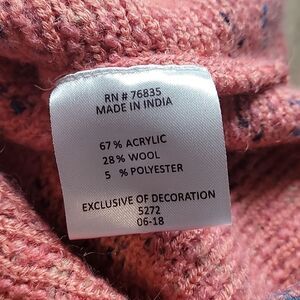 RN # 76835
MADE IN INDIA
67% ACRYLIC
28% WOOL
5 % POLYESTER
EXCLUSIVE OF DECORATION
5272
06-18